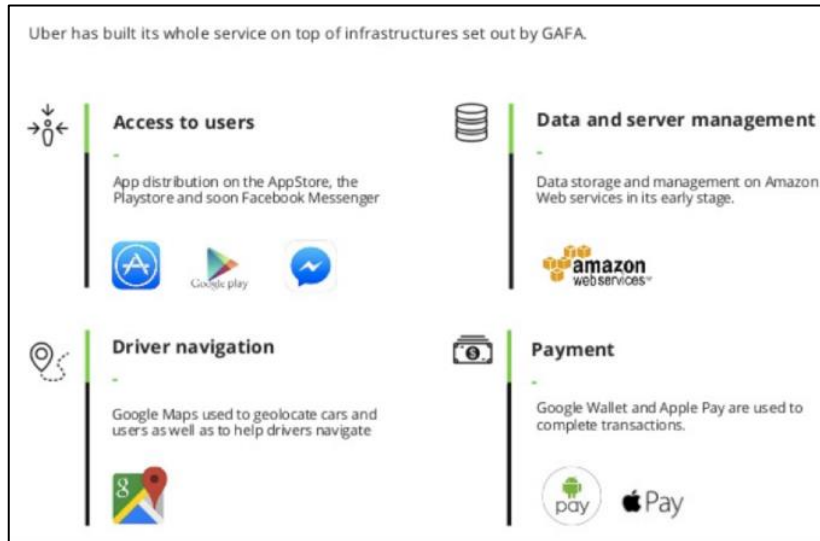 Uber has built its whole service on top of infrastructures set out by GAFA.
Access to users
-
App distribution on the AppStore, the
Playstore and soon Facebook Messenger
Google play
Data and server management
-
Data storage and management on Amazon
Web services in its early stage.
amazon
webservices™
Driver navigation
-
Google Maps used to geolocate cars and
users as well as to help drivers navigate
g
Payment
-
Google Wallet and Apple Pay are used to
complete transactions.
$
pay
Pay